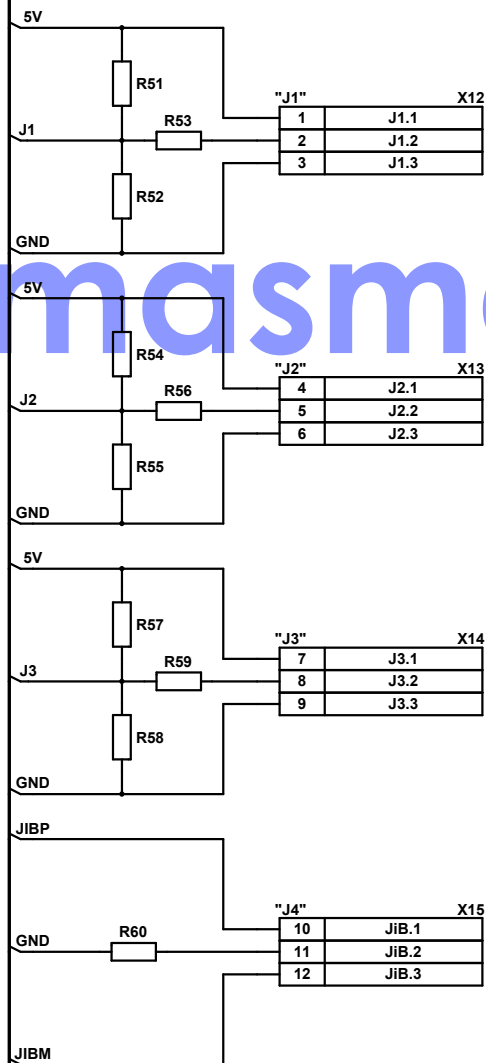 5V
R51
"J1" X12
R53
1 J1.1
J1
2 J1.2
3 J1.3
R52
GND
masm
5V
R54
"J2" X13
R56
4 J2.1
J2
5 J2.2
6 J2.3
R55
GND
5V
R57
"J3" X14
R59
7 J3.1
J3
8 J3.2
9 J3.3
R58
GND
JIBP
"J4" X15
R60
10 JiB.1
GND
11 JiB.2
12 JiB.3
JIBM